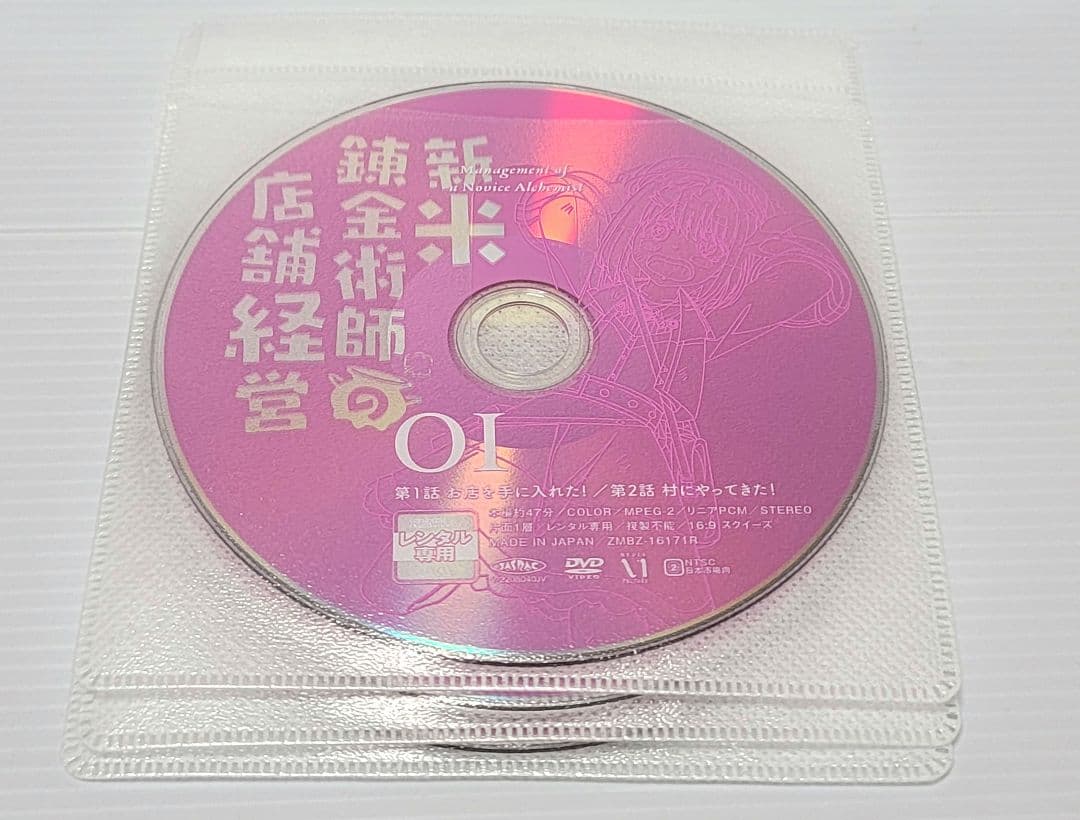 新米
錬金術師の
店舗経営
Management of
a Novice Alchemist
01
第1話 お店を手に入れた!／第2話 村にやってきた!
本編約47分／COLOR／MPEG-2／リニアPCM／STEREO
片面1層／レンタル専用／複製不能／16:9 スクイーズ
MADE IN JAPAN／ZMBZ-16171R
レンタル
専用
JASRAC
DVD
VIDEO
2
NTSC
日本市場向